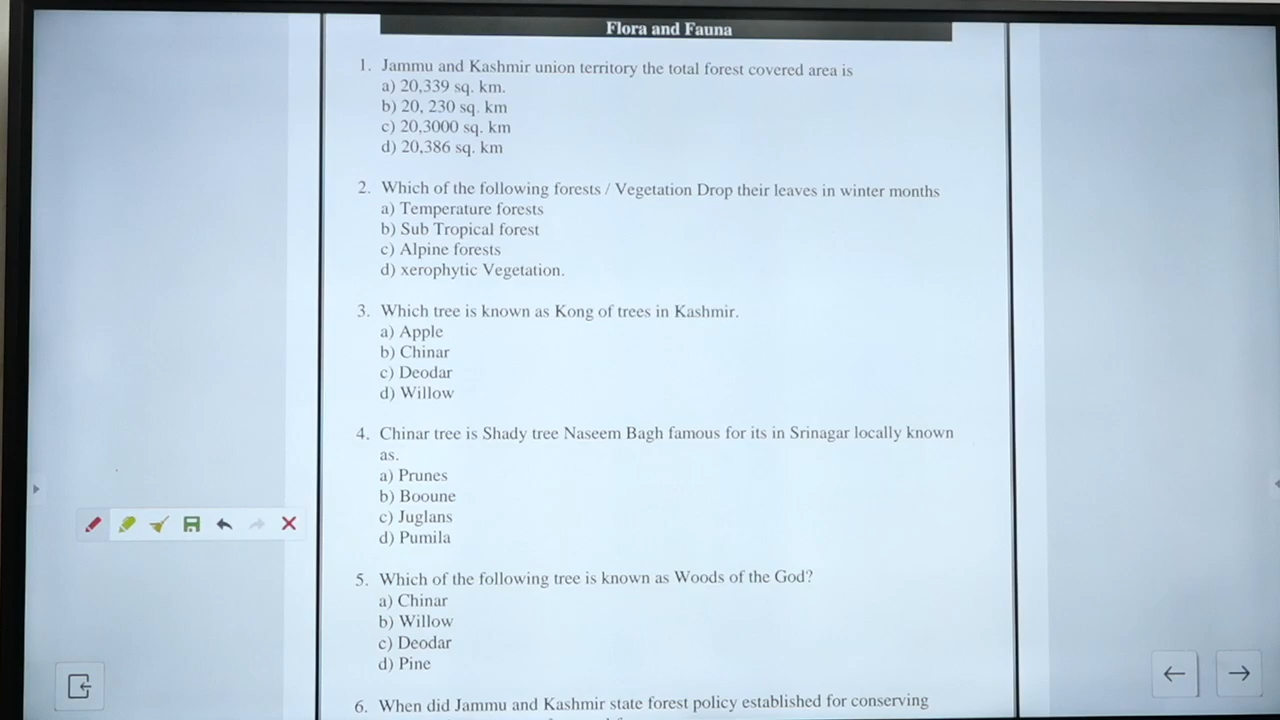 Flora and Fauna
1. Jammu and Kashmir union territory the total forest covered area is
a) 20,339 sq. km.
b) 20, 230 sq. km
c) 20,3000 sq. km
d) 20,386 sq. km
2. Which of the following forests / Vegetation Drop their leaves in winter months
a) Temperature forests
b) Sub Tropical forest
c) Alpine forests
d) xerophytic Vegetation.
3. Which tree is known as Kong of trees in Kashmir.
a) Apple
b) Chinar
c) Deodar
d) Willow
4. Chinar tree is Shady tree Naseem Bagh famous for its in Srinagar locally known
as.
a) Prunes
b) Booune
c) Juglans
d) Pumila
5. Which of the following tree is known as Woods of the God?
a) Chinar
b) Willow
c) Deodar
d) Pine
6. When did Jammu and Kashmir state forest policy established for conserving